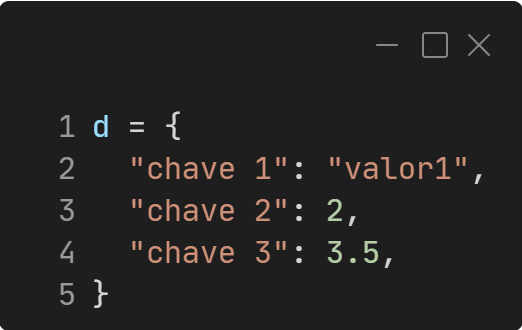 1 d = {
2   "chave 1": "valor1",
3   "chave 2": 2,
4   "chave 3": 3.5,
5 }